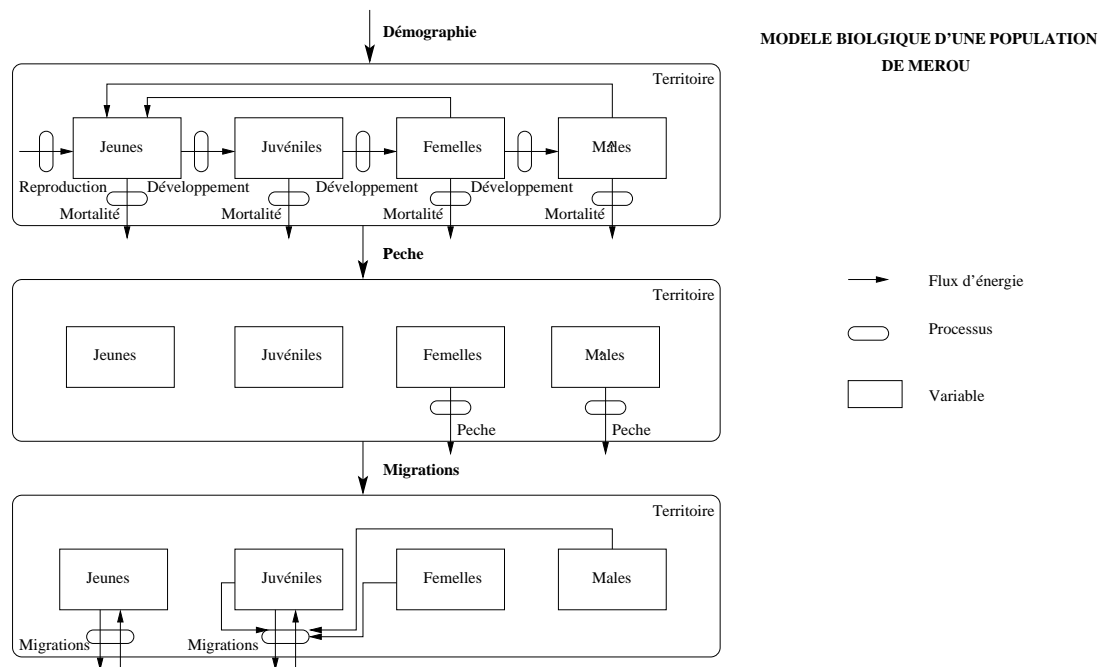 Démographie
MODELE BIOLGIQUE D'UNE POPULATION
DE MEROU
Territoire
Jeunes
Juvéniles
Femelles
Mâles
Reproduction
Développement
Développement
Développement
Mortalité
Mortalité
Mortalité
Mortalité
Peche
Territoire
Jeunes
Juvéniles
Femelles
Mâles
Peche
Peche
Flux d'énergie
Processus
Variable
Migrations
Territoire
Jeunes
Juvéniles
Femelles
Males
Migrations
Migrations